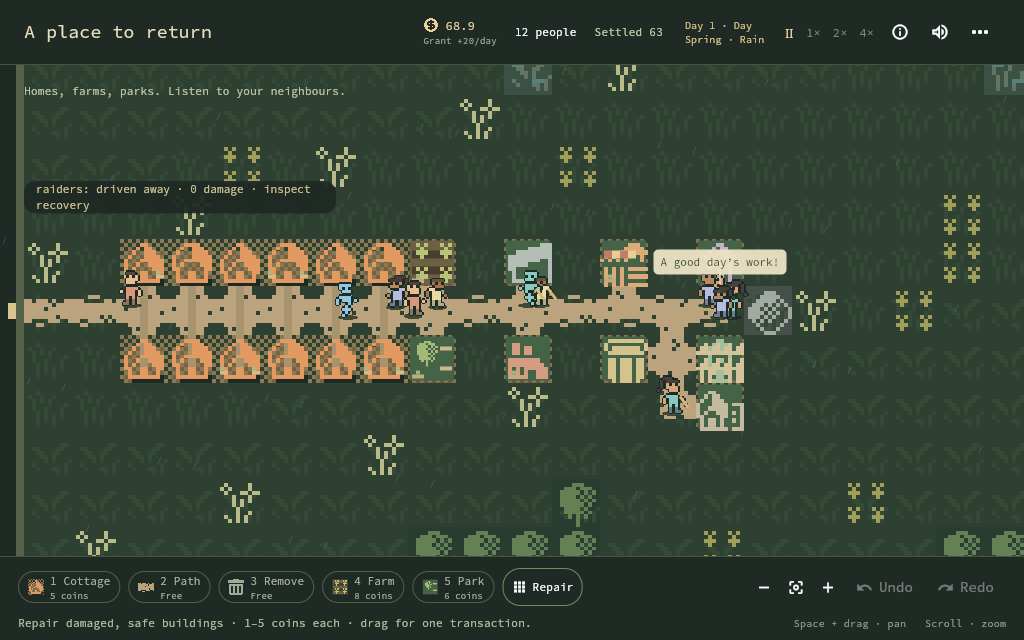 A place to return
68.9
Grant +20/day
12 people
Settled 63
Day 1 · Day
Spring · Rain
II
1×
2×
4×
Homes, farms, parks. Listen to your neighbours.
raiders: driven away · 0 damage · inspect
recovery
A good day's work!
1 Cottage
5 coins
2 Path
Free
3 Remove
Free
4 Farm
8 coins
5 Park
6 coins
Repair
Undo
Redo
Repair damaged, safe buildings · 1–5 coins each · drag for one transaction.
Space + drag · pan
Scroll · zoom